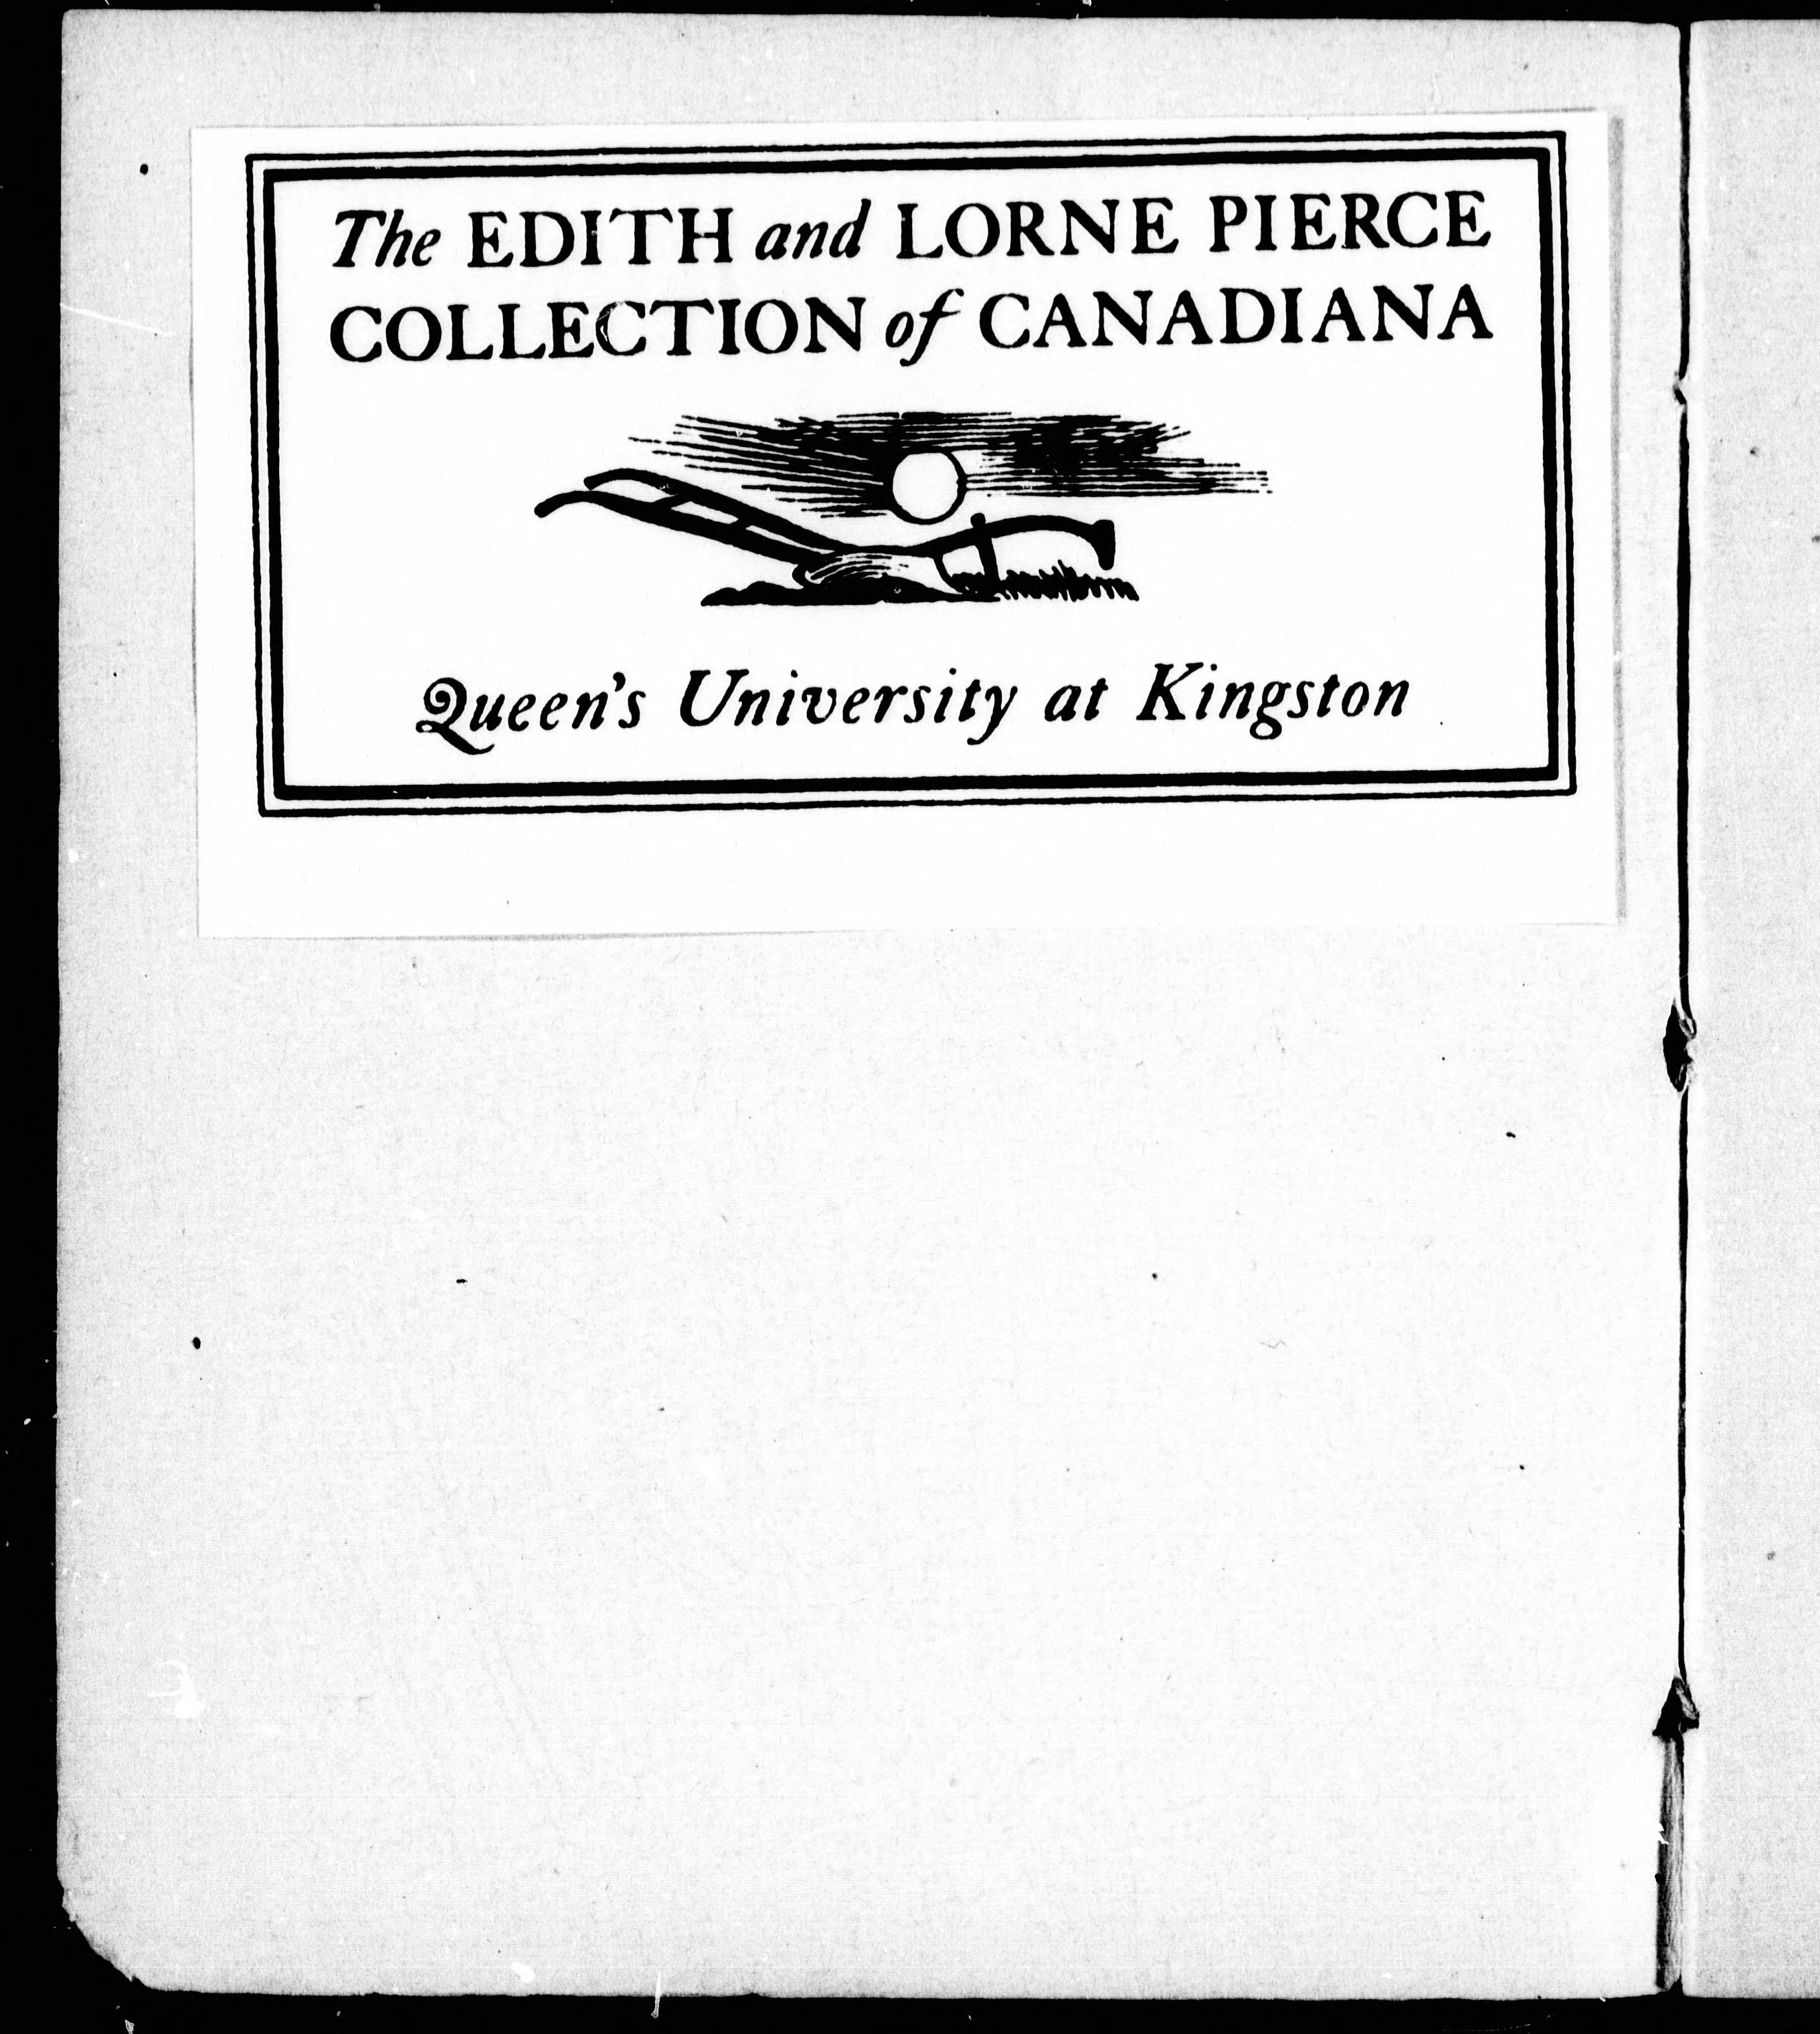 The EDITH and LORNE PIERCE
COLLECTION of CANADIANA
Queen's University at Kingston